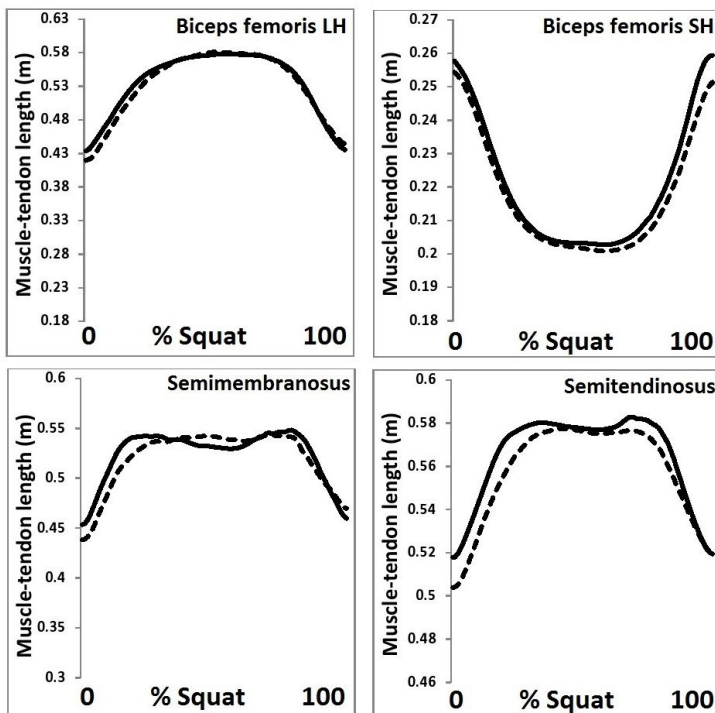 Biceps femoris LH
Muscle-tendon length (m)
0.63
0.58
0.53
0.48
0.43
0.38
0.33
0.28
0.23
0.18
0 % Squat 100
Biceps femoris SH
Muscle-tendon length (m)
0.27
0.26
0.25
0.24
0.23
0.22
0.21
0.2
0.19
0.18
0 % Squat 100
Semimembranosus
Muscle-tendon length (m)
0.6
0.55
0.5
0.45
0.4
0.35
0.3
0 % Squat 100
Semitendinosus
Muscle-tendon length (m)
0.6
0.58
0.56
0.54
0.52
0.5
0.48
0.46
0 % Squat 100